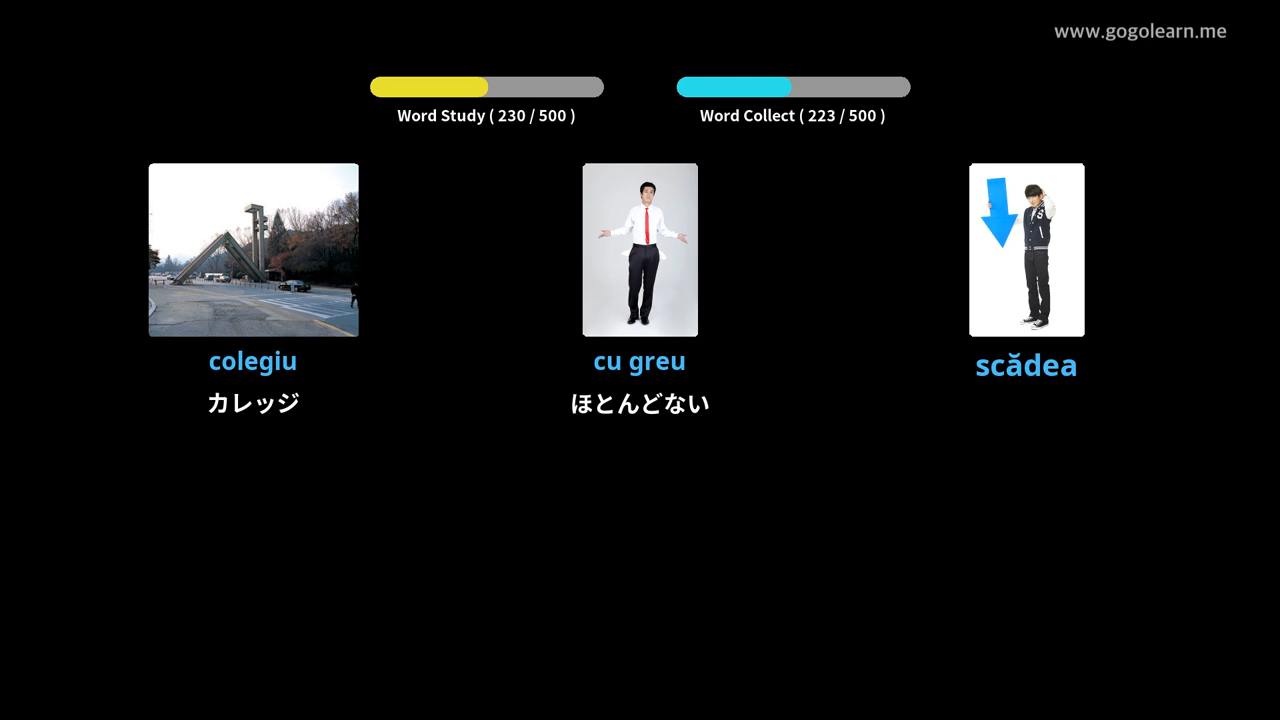 www.gogolearn.me
Word Study ( 230 / 500 )
Word Collect ( 223 / 500 )
colegiu
カレッジ
cu greu
ほとんどない
scădea